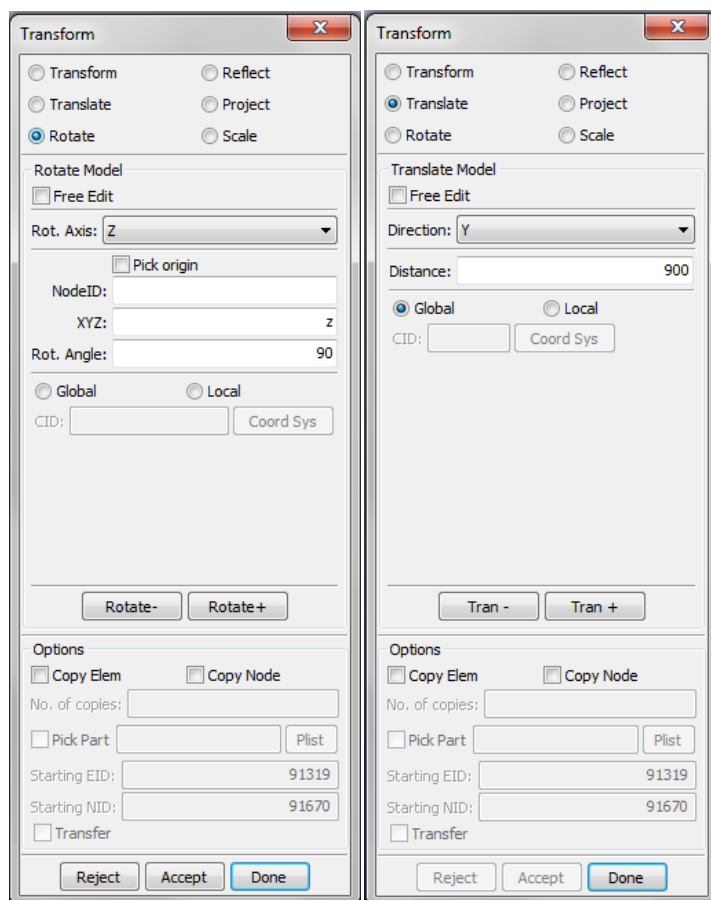 Transform
Transform Reflect
Translate Project
Rotate Scale
Rotate Model
Free Edit
Rot. Axis: Z
Pick origin
NodeID:
XYZ: z
Rot. Angle: 90
Global Local
CID: Coord Sys
Rotate- Rotate+
Options
Copy Elem Copy Node
No. of copies:
Pick Part Plist
Starting EID: 91319
Starting NID: 91670
Transfer
Reject Accept Done
Transform
Transform Reflect
Translate Project
Rotate Scale
Translate Model
Free Edit
Direction: Y
Distance: 900
Global Local
CID: Coord Sys
Tran - Tran +
Options
Copy Elem Copy Node
No. of copies:
Pick Part Plist
Starting EID: 91319
Starting NID: 91670
Transfer
Reject Accept Done